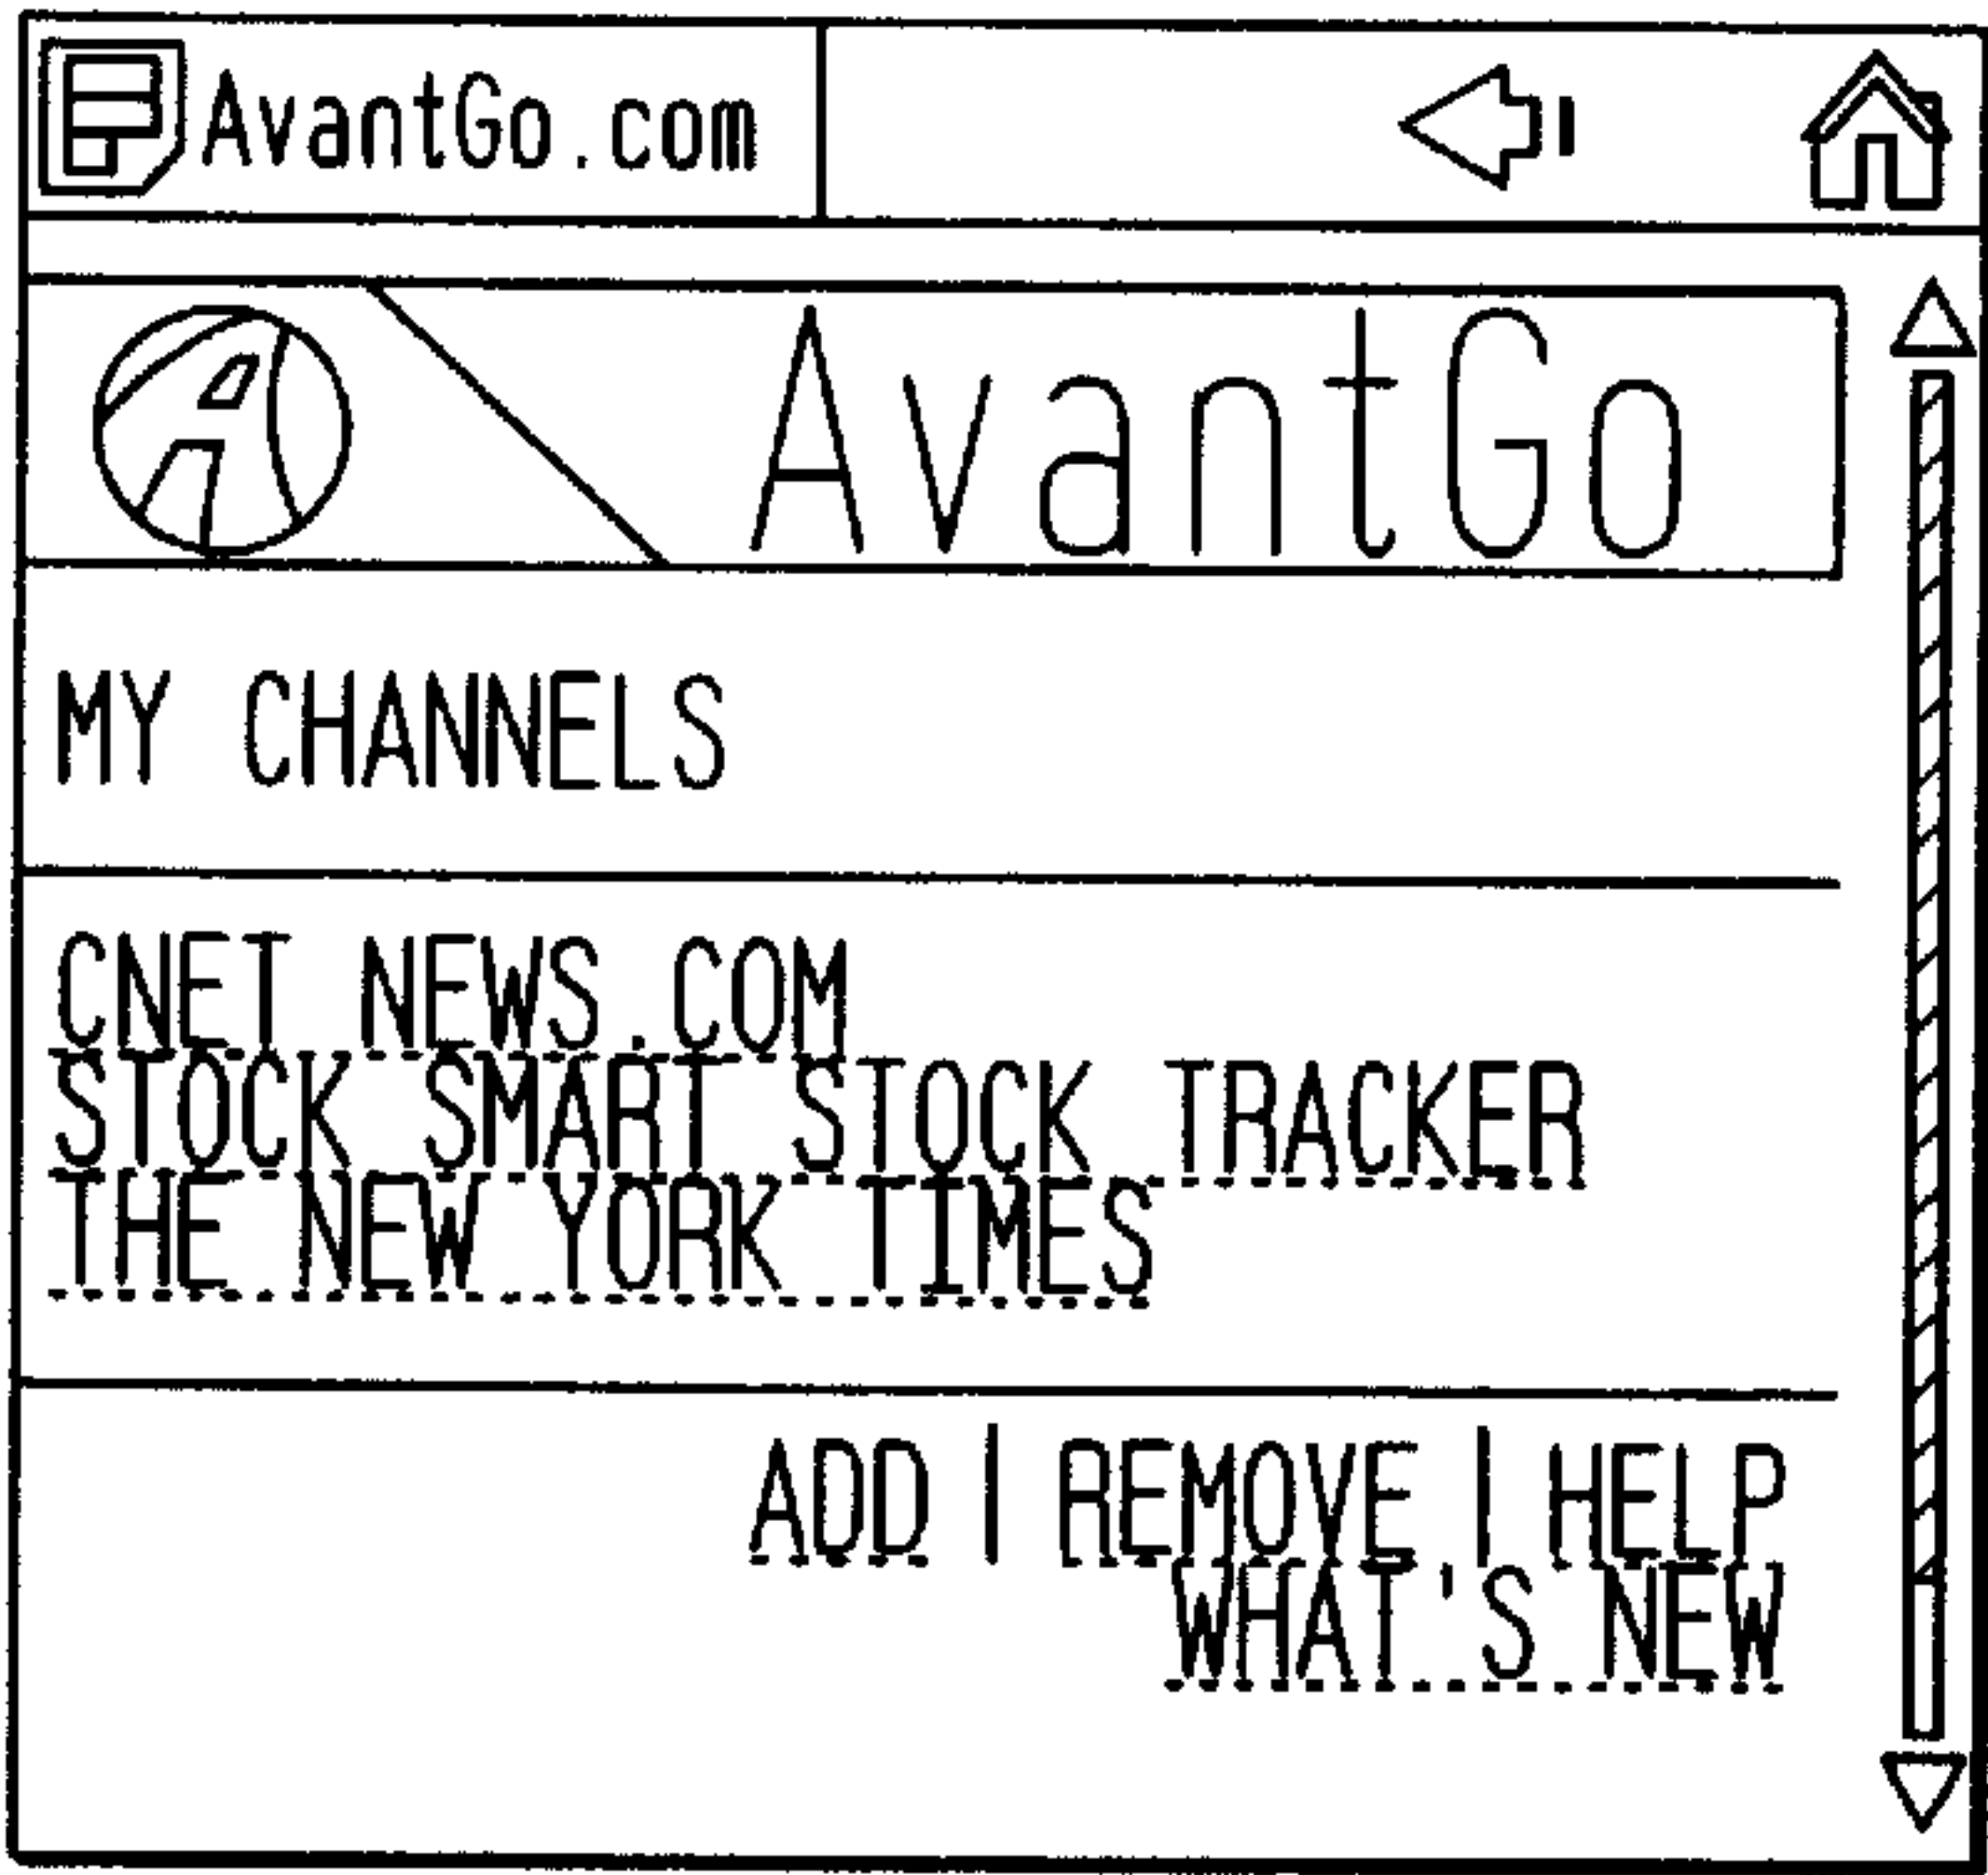 AvantGo.com
AvantGo
MY CHANNELS
CNET NEWS.COM
STOCK SMART STOCK TRACKER
THE NEW YORK TIMES
ADD | REMOVE | HELP
WHAT'S NEW